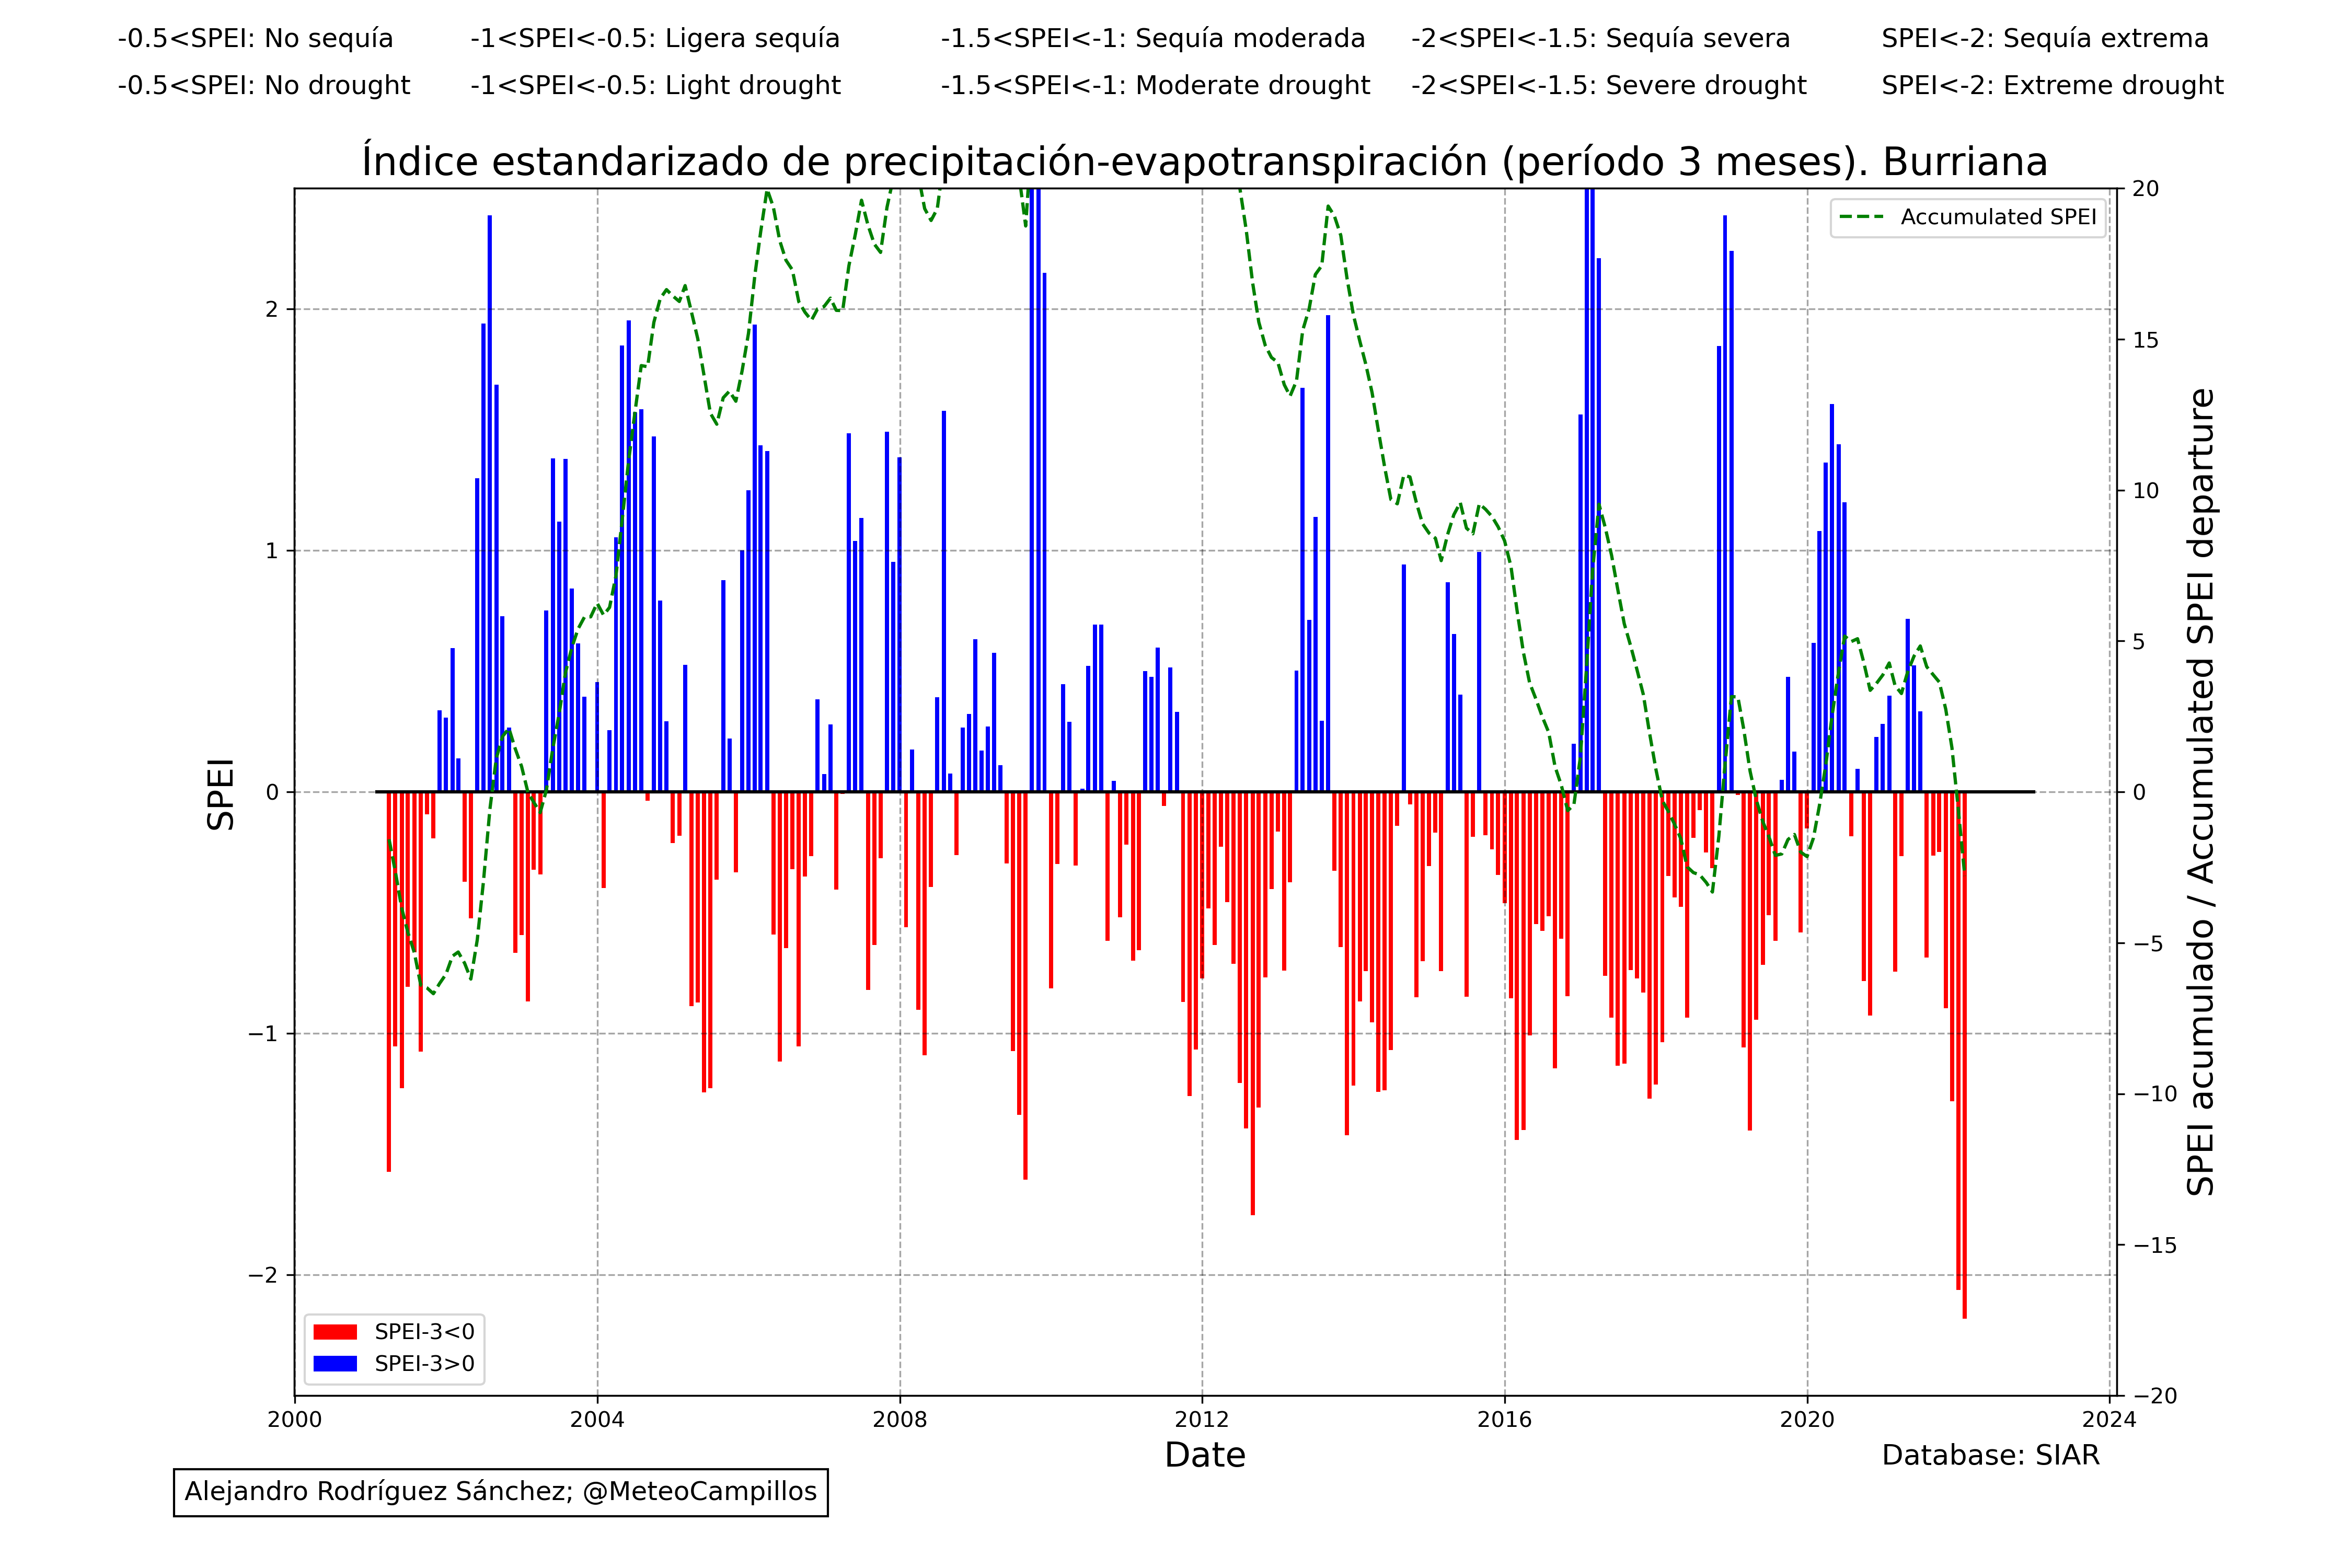 -0.5<SPEI: No sequía -1<SPEI<-0.5: Ligera sequía -1.5<SPEI<-1: Sequía moderada -2<SPEI<-1.5: Sequía severa SPEI<-2: Sequía extrema
-0.5<SPEI: No drought -1<SPEI<-0.5: Light drought -1.5<SPEI<-1: Moderate drought -2<SPEI<-1.5: Severe drought SPEI<-2: Extreme drought
Índice estandarizado de precipitación-evapotranspiración (período 3 meses). Burriana
Accumulated SPEI
SPEI
2
1
0
−1
−2
20
15
10
5
0
−5
−10
−15
−20
SPEI acumulado / Accumulated SPEI departure
SPEI-3<0
SPEI-3>0
2000 2004 2008 2012 2016 2020 2024
Date
Database: SIAR
Alejandro Rodríguez Sánchez; @MeteoCampillos